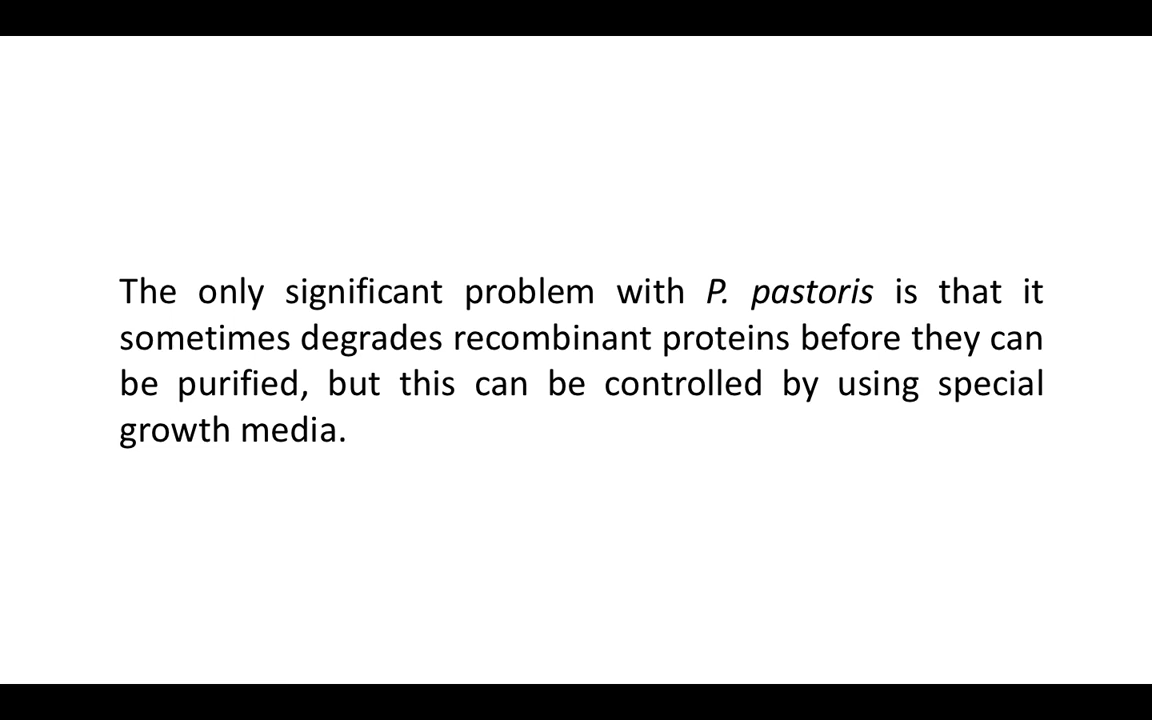 The only significant problem with P. pastoris is that it
sometimes degrades recombinant proteins before they can
be purified, but this can be controlled by using special
growth media.